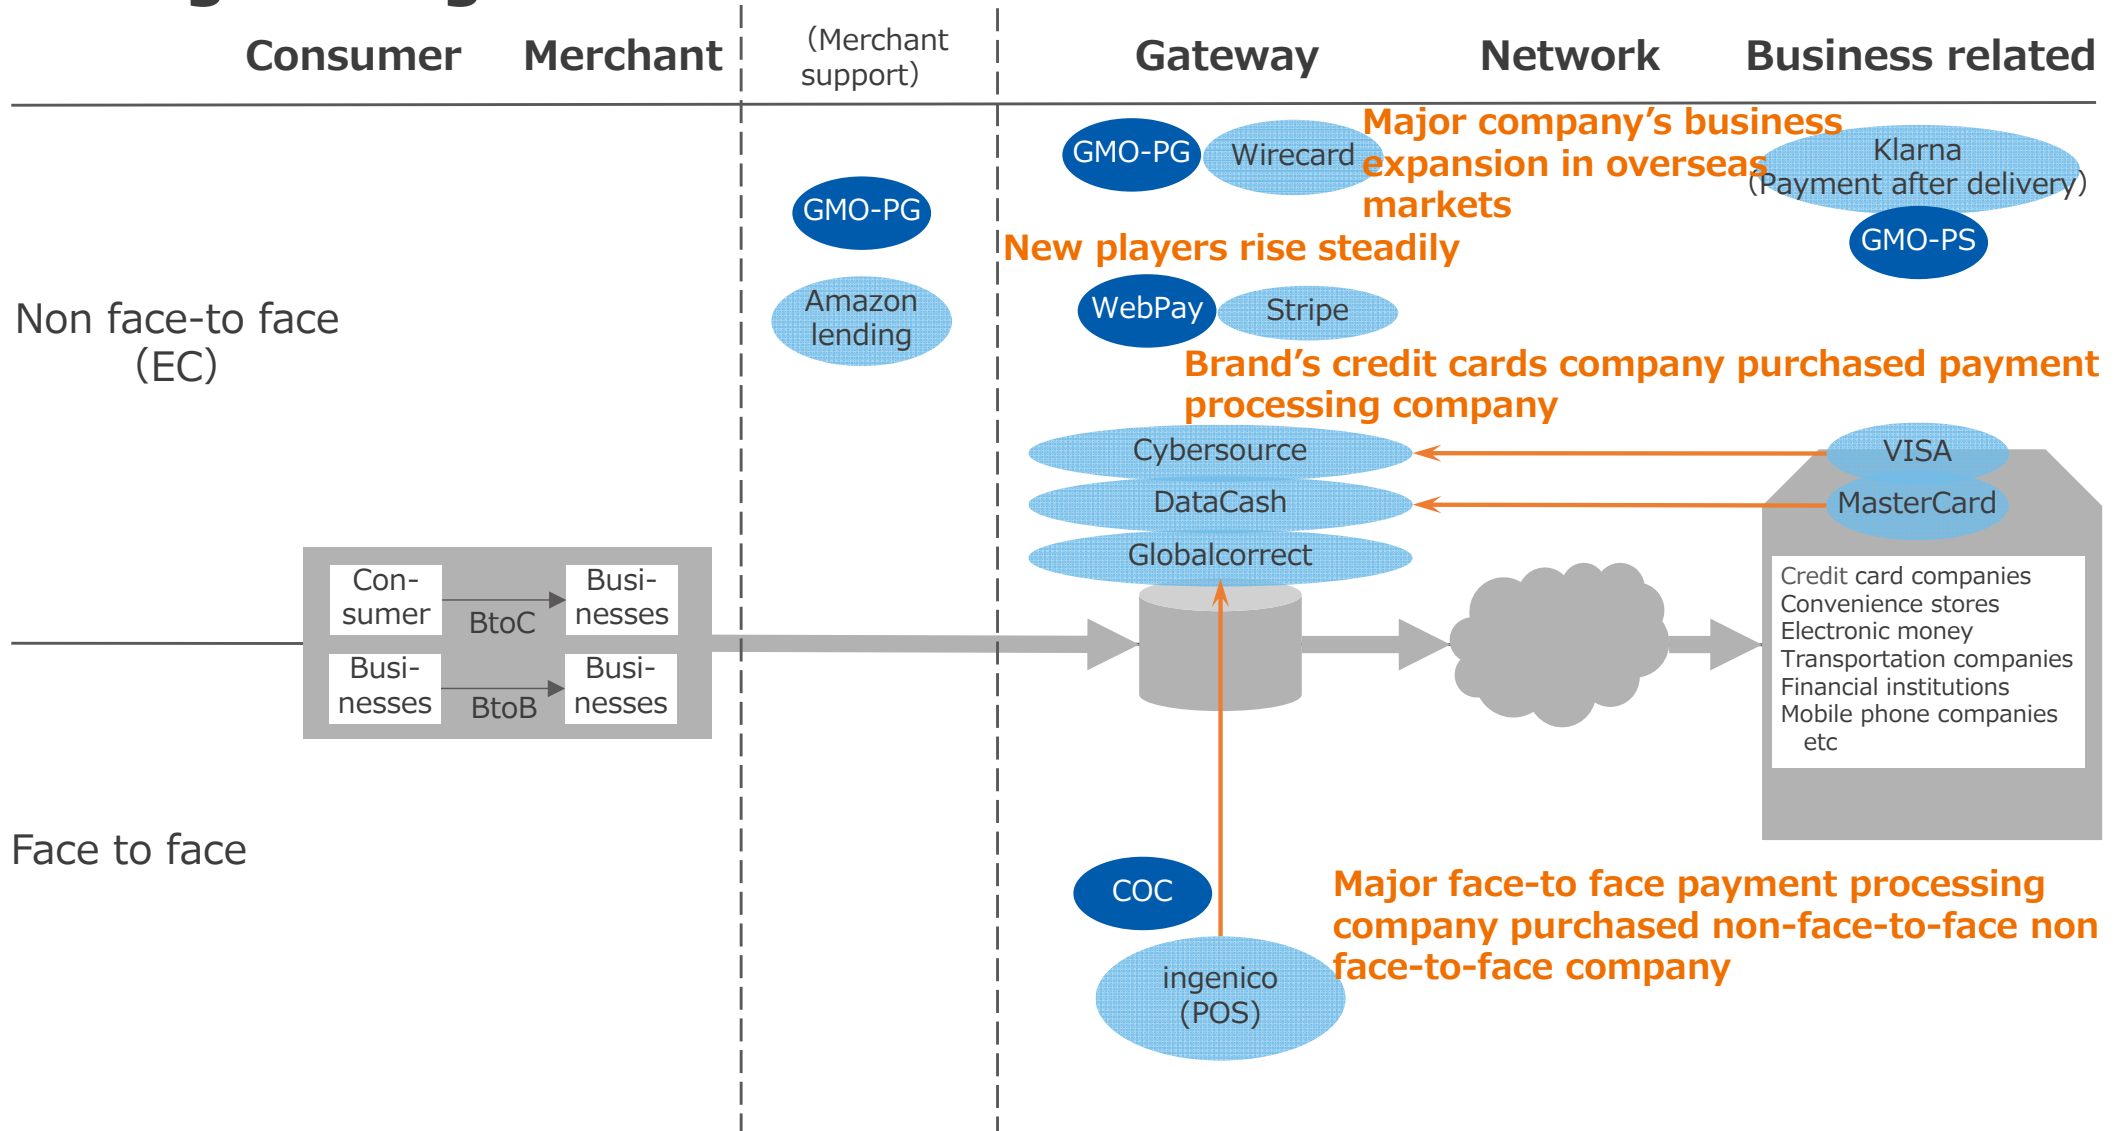 Consumer
Merchant
（Merchant
support）
Gateway
Network
Business related
Non face-to face
（EC）
Face to face
GMO-PG
Amazon
lending
GMO-PG
Wirecard
Major company’s business
expansion in overseas
markets
Klarna
（Payment after delivery）
GMO-PS
New players rise steadily
WebPay
Stripe
Brand’s credit cards company purchased payment
processing company
Cybersource
DataCash
Globalcorrect
VISA
MasterCard
Con-
sumer
BtoC
Busi-
nesses
Busi-
nesses
BtoB
Busi-
nesses
Credit card companies
Convenience stores
Electronic money
Transportation companies
Financial institutions
Mobile phone companies
etc
COC
ingenico
（POS）
Major face-to face payment processing
company purchased non-face-to-face non
face-to-face company